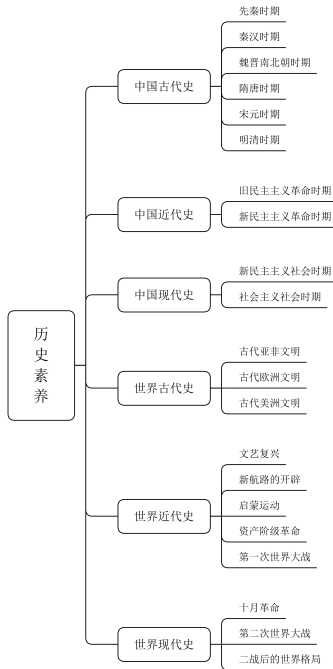 历史素养
中国古代史
先秦时期
秦汉时期
魏晋南北朝时期
隋唐时期
宋元时期
明清时期
中国近代史
旧民主主义革命时期
新民主主义革命时期
中国现代史
新民主主义社会时期
社会主义社会时期
世界古代史
古代亚非文明
古代欧洲文明
古代美洲文明
世界近代史
文艺复兴
新航路的开辟
启蒙运动
资产阶级革命
第一次世界大战
世界现代史
十月革命
第二次世界大战
二战后的世界格局